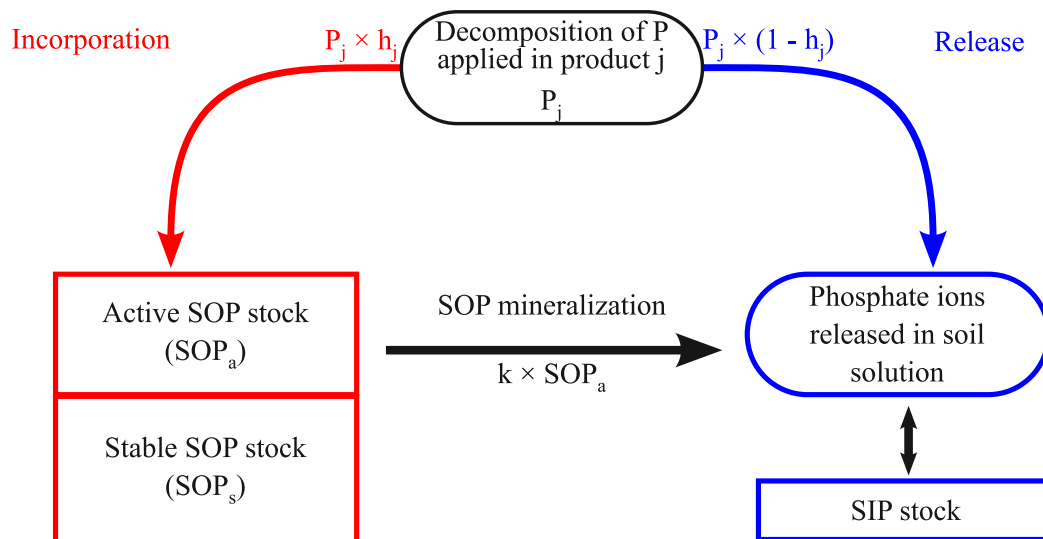 Incorporation
P_j × h_j
Decomposition of P
applied in product j
P_j
P_j × (1 - h_j)
Release
Active SOP stock
(SOP_a)
SOP mineralization
k × SOP_a
Phosphate ions
released in soil
solution
Stable SOP stock
(SOP_s)
SIP stock